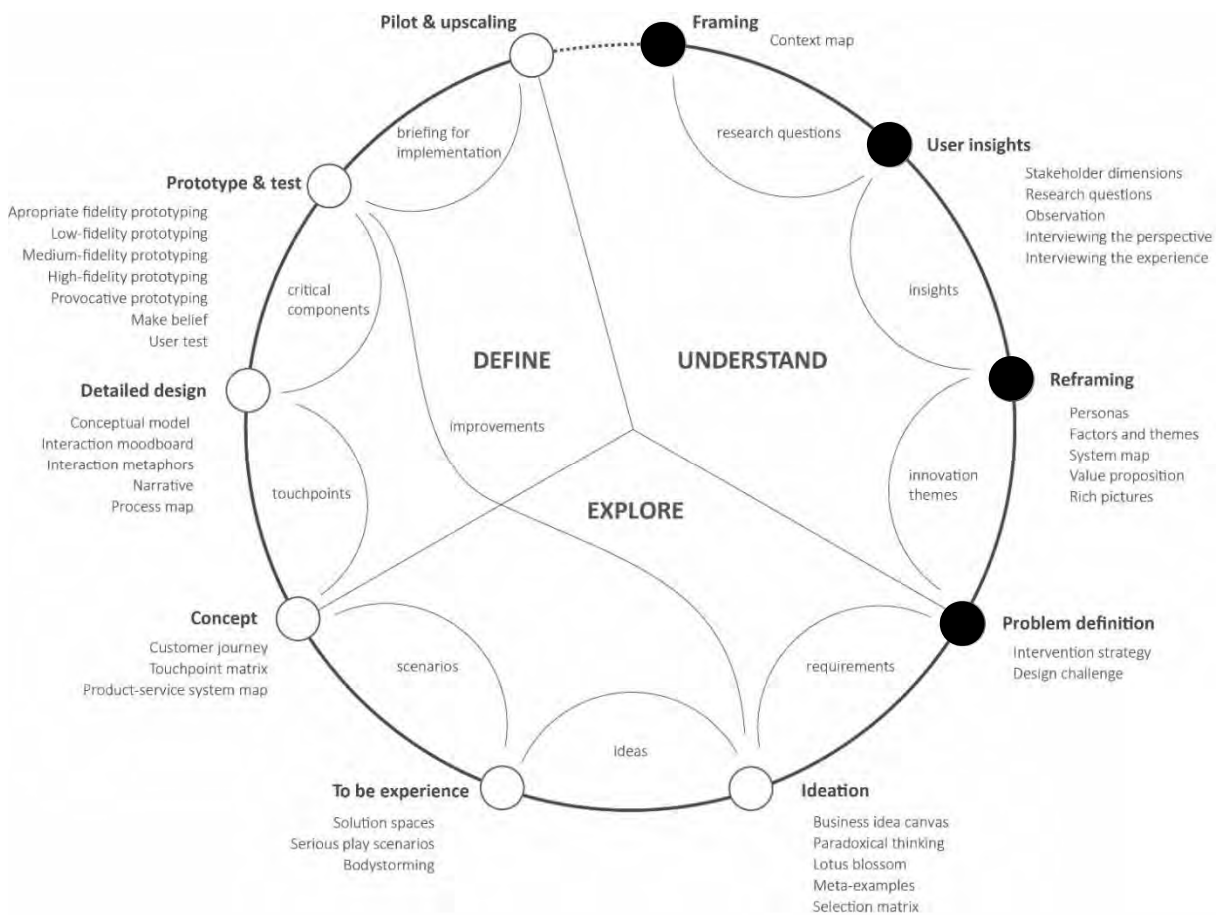 Pilot & upscaling
Framing
Context map
research questions
User insights
Stakeholder dimensions
Research questions
Observation
Interviewing the perspective
Interviewing the experience
insights
Reframing
Personas
Factors and themes
System map
Value proposition
Rich pictures
innovation
themes
Problem definition
Intervention strategy
Design challenge
requirements
Ideation
Business idea canvas
Paradoxical thinking
Lotus blossom
Meta-examples
Selection matrix
ideas
To be experience
Solution spaces
Serious play scenarios
Bodystorming
scenarios
Concept
Customer journey
Touchpoint matrix
Product-service system map
touchpoints
Detailed design
Conceptual model
Interaction moodboard
Interaction metaphors
Narrative
Process map
critical
components
Prototype & test
Apropriate fidelity prototyping
Low-fidelity prototyping
Medium-fidelity prototyping
High-fidelity prototyping
Provocative prototyping
Make belief
User test
briefing for
implementation
improvements
DEFINE
UNDERSTAND
EXPLORE